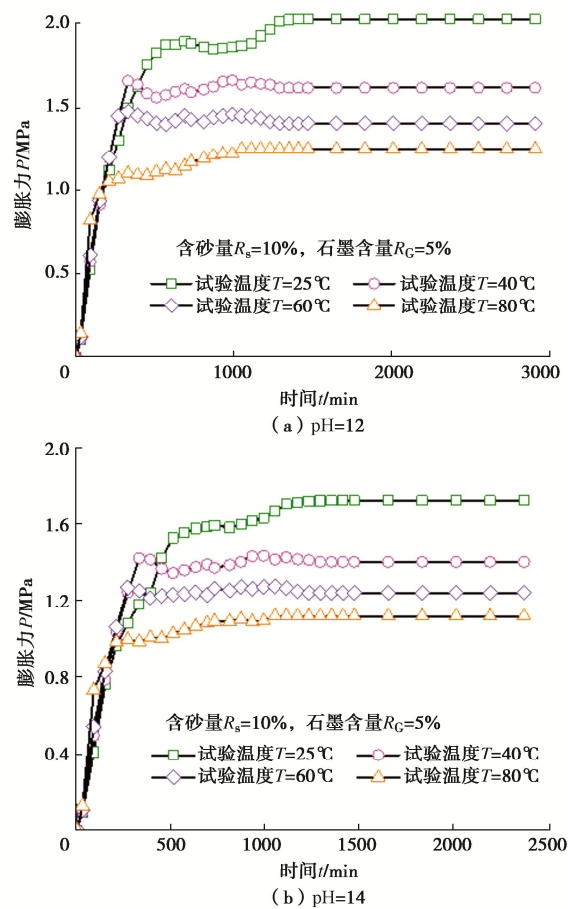 2.0
1.5
1.0
0.5
0
膨胀力P/MPa
含砂量Rs=10%，石墨含量RG=5%
试验温度T=25℃ 试验温度T=40℃
试验温度T=60℃ 试验温度T=80℃
1000 2000 3000
时间t/min
（a）pH=12
2.0
1.6
1.2
0.8
0.4
0
膨胀力P/MPa
含砂量Rs=10%，石墨含量RG=5%
试验温度T=25℃ 试验温度T=40℃
试验温度T=60℃ 试验温度T=80℃
500 1000 1500 2000 2500
时间t/min
（b）pH=14